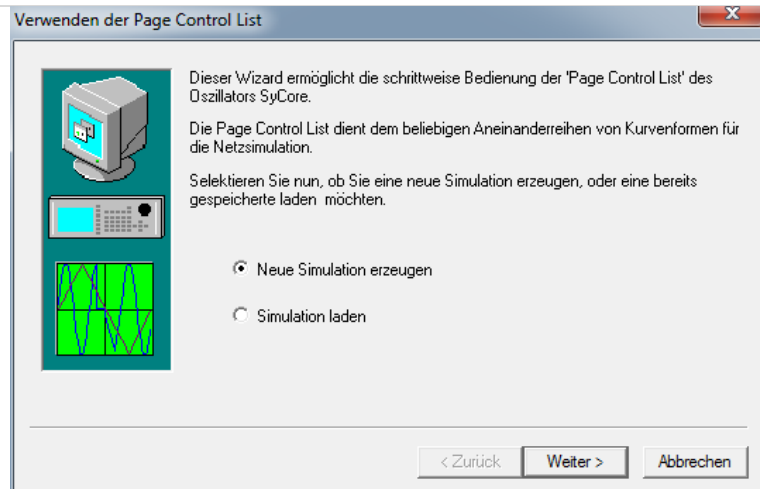 Verwenden der Page Control List
Dieser Wizard ermöglicht die schrittweise Bedienung der 'Page Control List' des
Oszillators SyCore.
Die Page Control List dient dem beliebigen Aneinanderreihen von Kurvenformen für
die Netzsimulation.
Selektieren Sie nun, ob Sie eine neue Simulation erzeugen, oder eine bereits
gespeicherte laden möchten.
Neue Simulation erzeugen
Simulation laden
< Zurück
Weiter >
Abbrechen